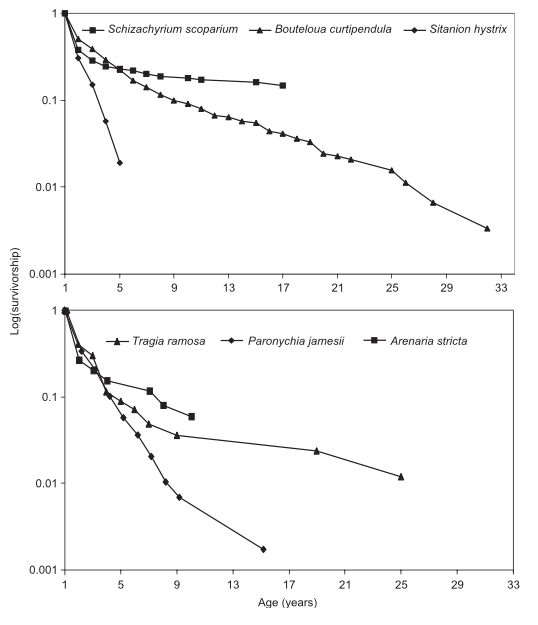 1
Schizachyrium scoparium Bouteloua curtipendula Sitanion hystrix
0.1
0.01
0.001
1 5 9 13 17 21 25 29 33
Log(survivorship)
1
Tragia ramosa Paronychia jamesii Arenaria stricta
0.1
0.01
0.001
1 5 9 13 17 21 25 29 33
Age (years)